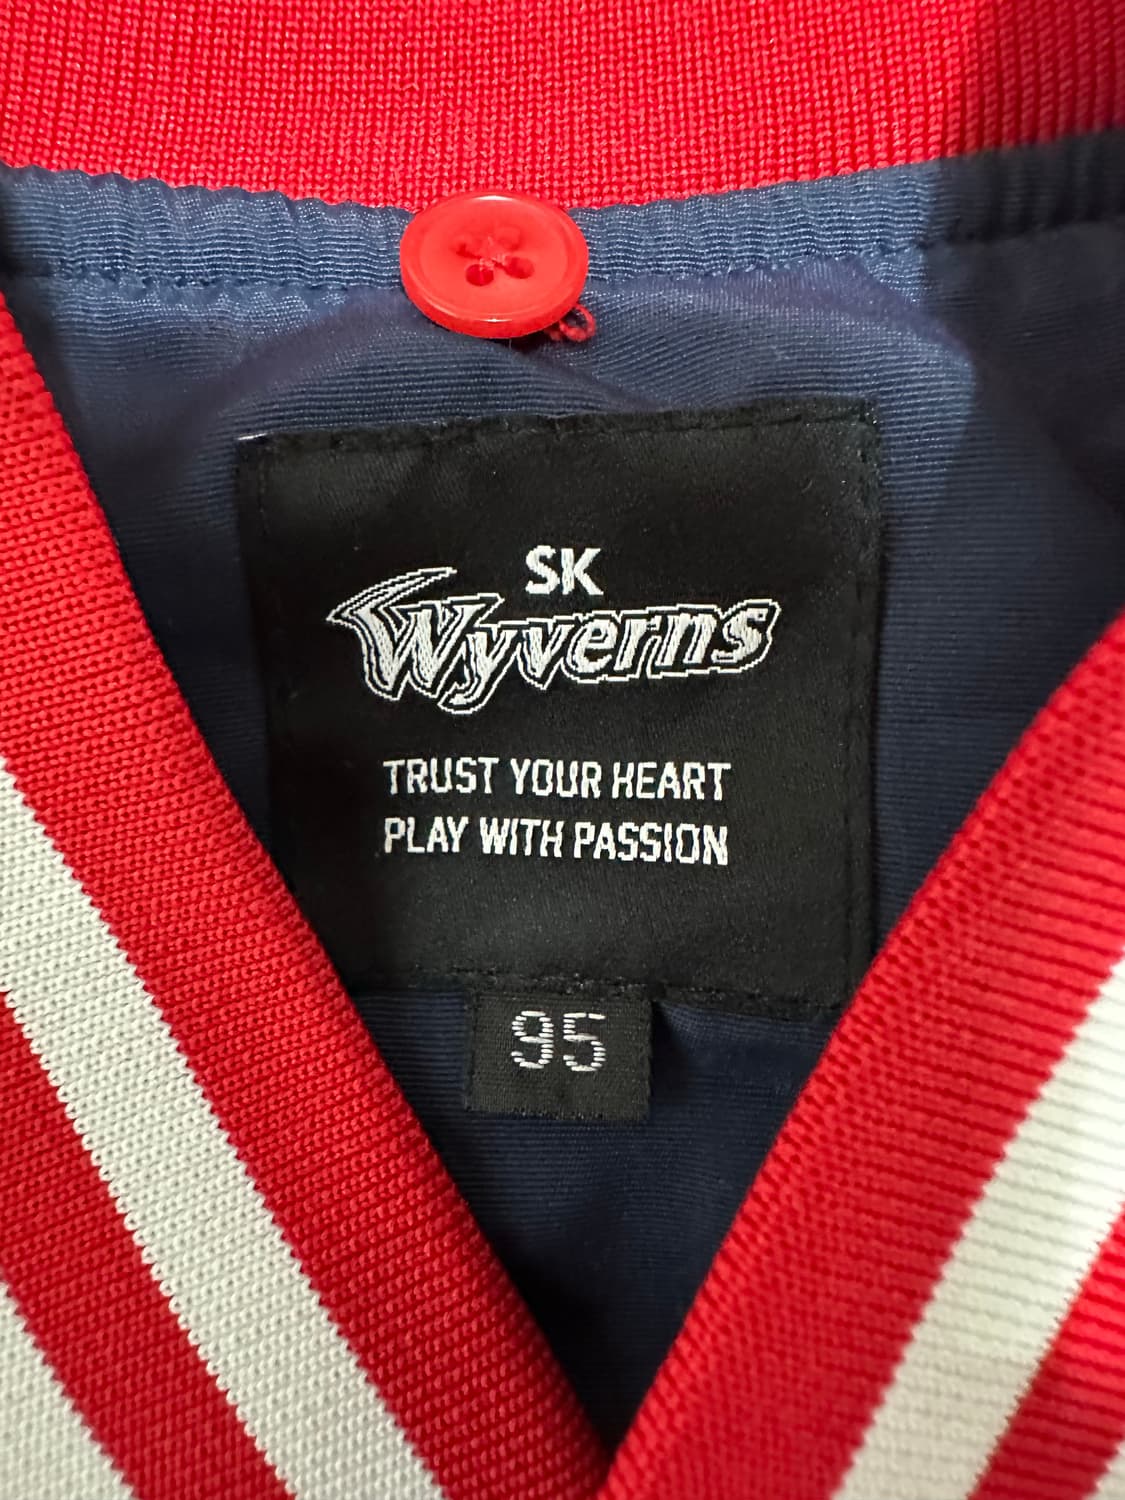 SK
Wyverns
TRUST YOUR HEART
PLAY WITH PASSION
95